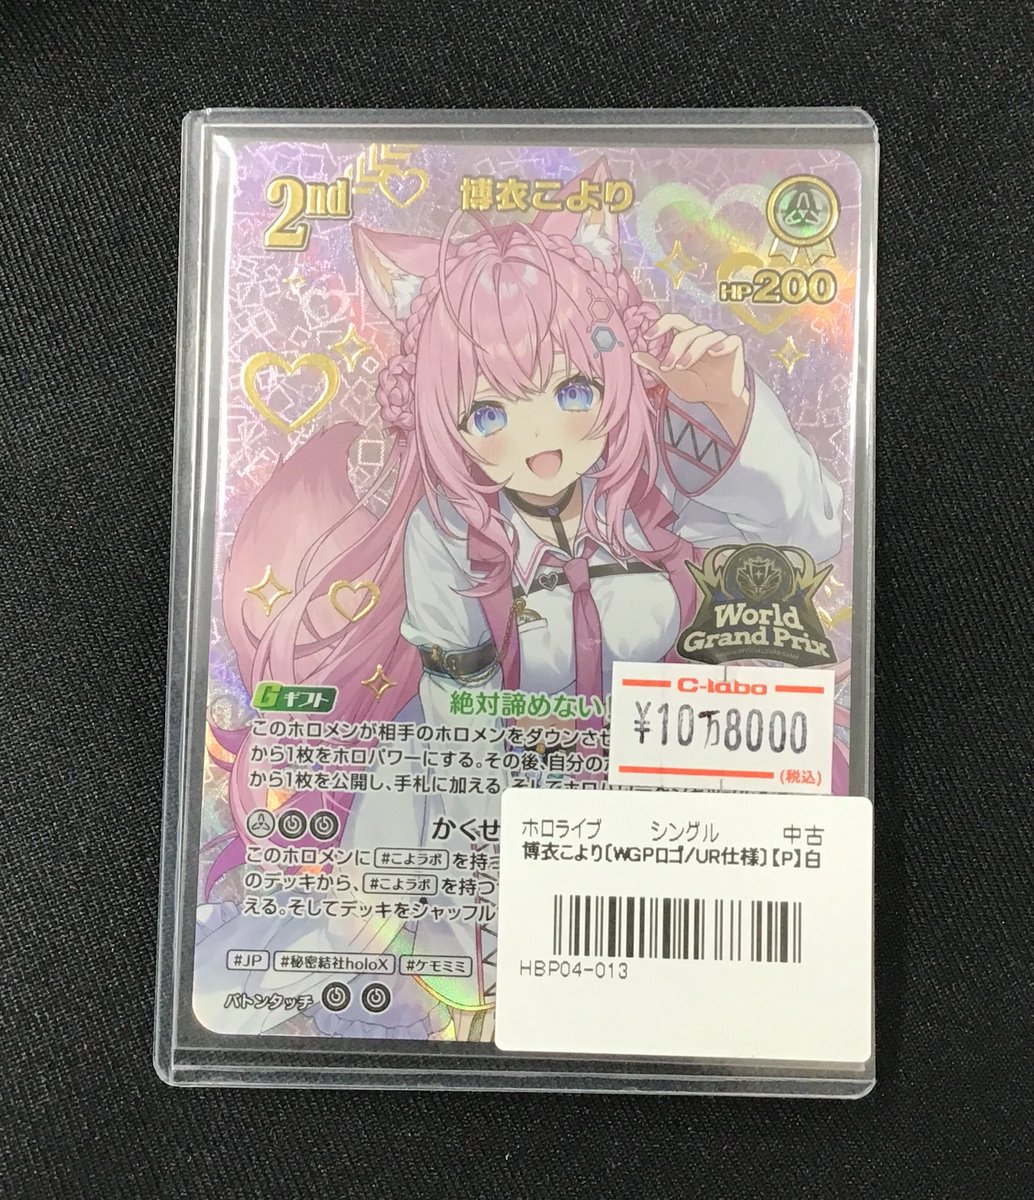 2nd 博衣こより
HP200
World
Grand Prix
Gギフト 絶対諦めない!
このホロメンが相手のホロメンをダウンさせ
から1枚をホロパワーにする。その後、自分の
から1枚を公開し、手札に加える。そしてホロパワー
C-labo
¥10万8000
(税込)
かくせ
このホロメンに #こよラボ を持つ
のデッキから、#こよラボ を持つ
える。そしてデッキをシャッフル
#JP #秘密結社holoX #ケモミミ
バトンタッチ
ホロライブ シングル 中古
博衣こより〔WGPロゴ/UR仕様〕【P】白
HBP04-013